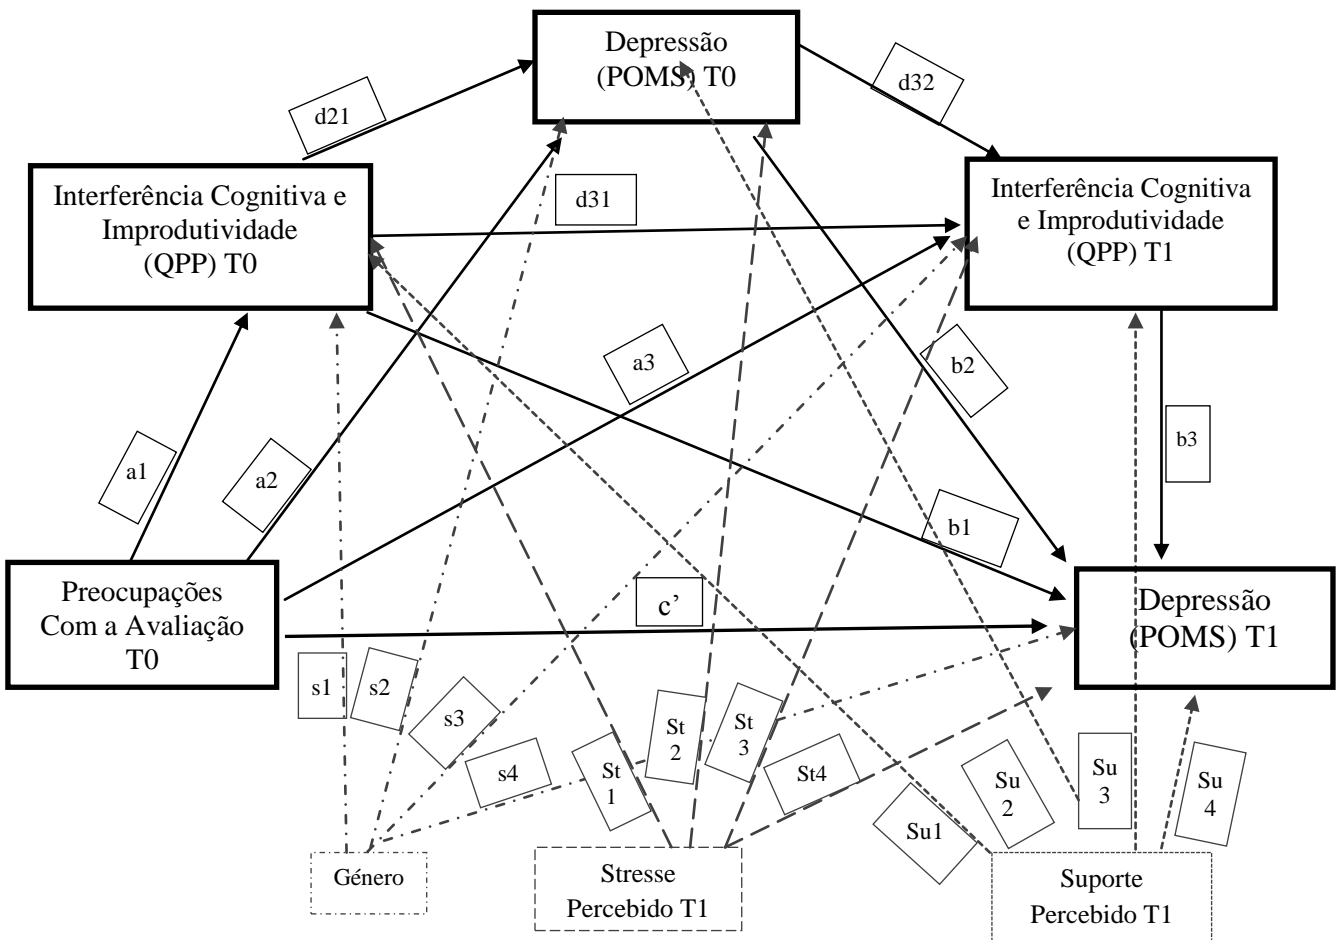 Depressão
(POMS) T0
d32
d21
Interferência Cognitiva e
Improdutividade
(QPP) T0
d31
Interferência Cognitiva
e Improdutividade
(QPP) T1
a3
b2
b3
a1
a2
b1
Preocupações
Com a Avaliação
T0
c’
Depressão
(POMS) T1
s1
s2
s3
s4
St
1
St
2
St
3
St4
Su1
Su
2
Su
3
Su
4
Género
Stresse
Percebido T1
Suporte
Percebido T1